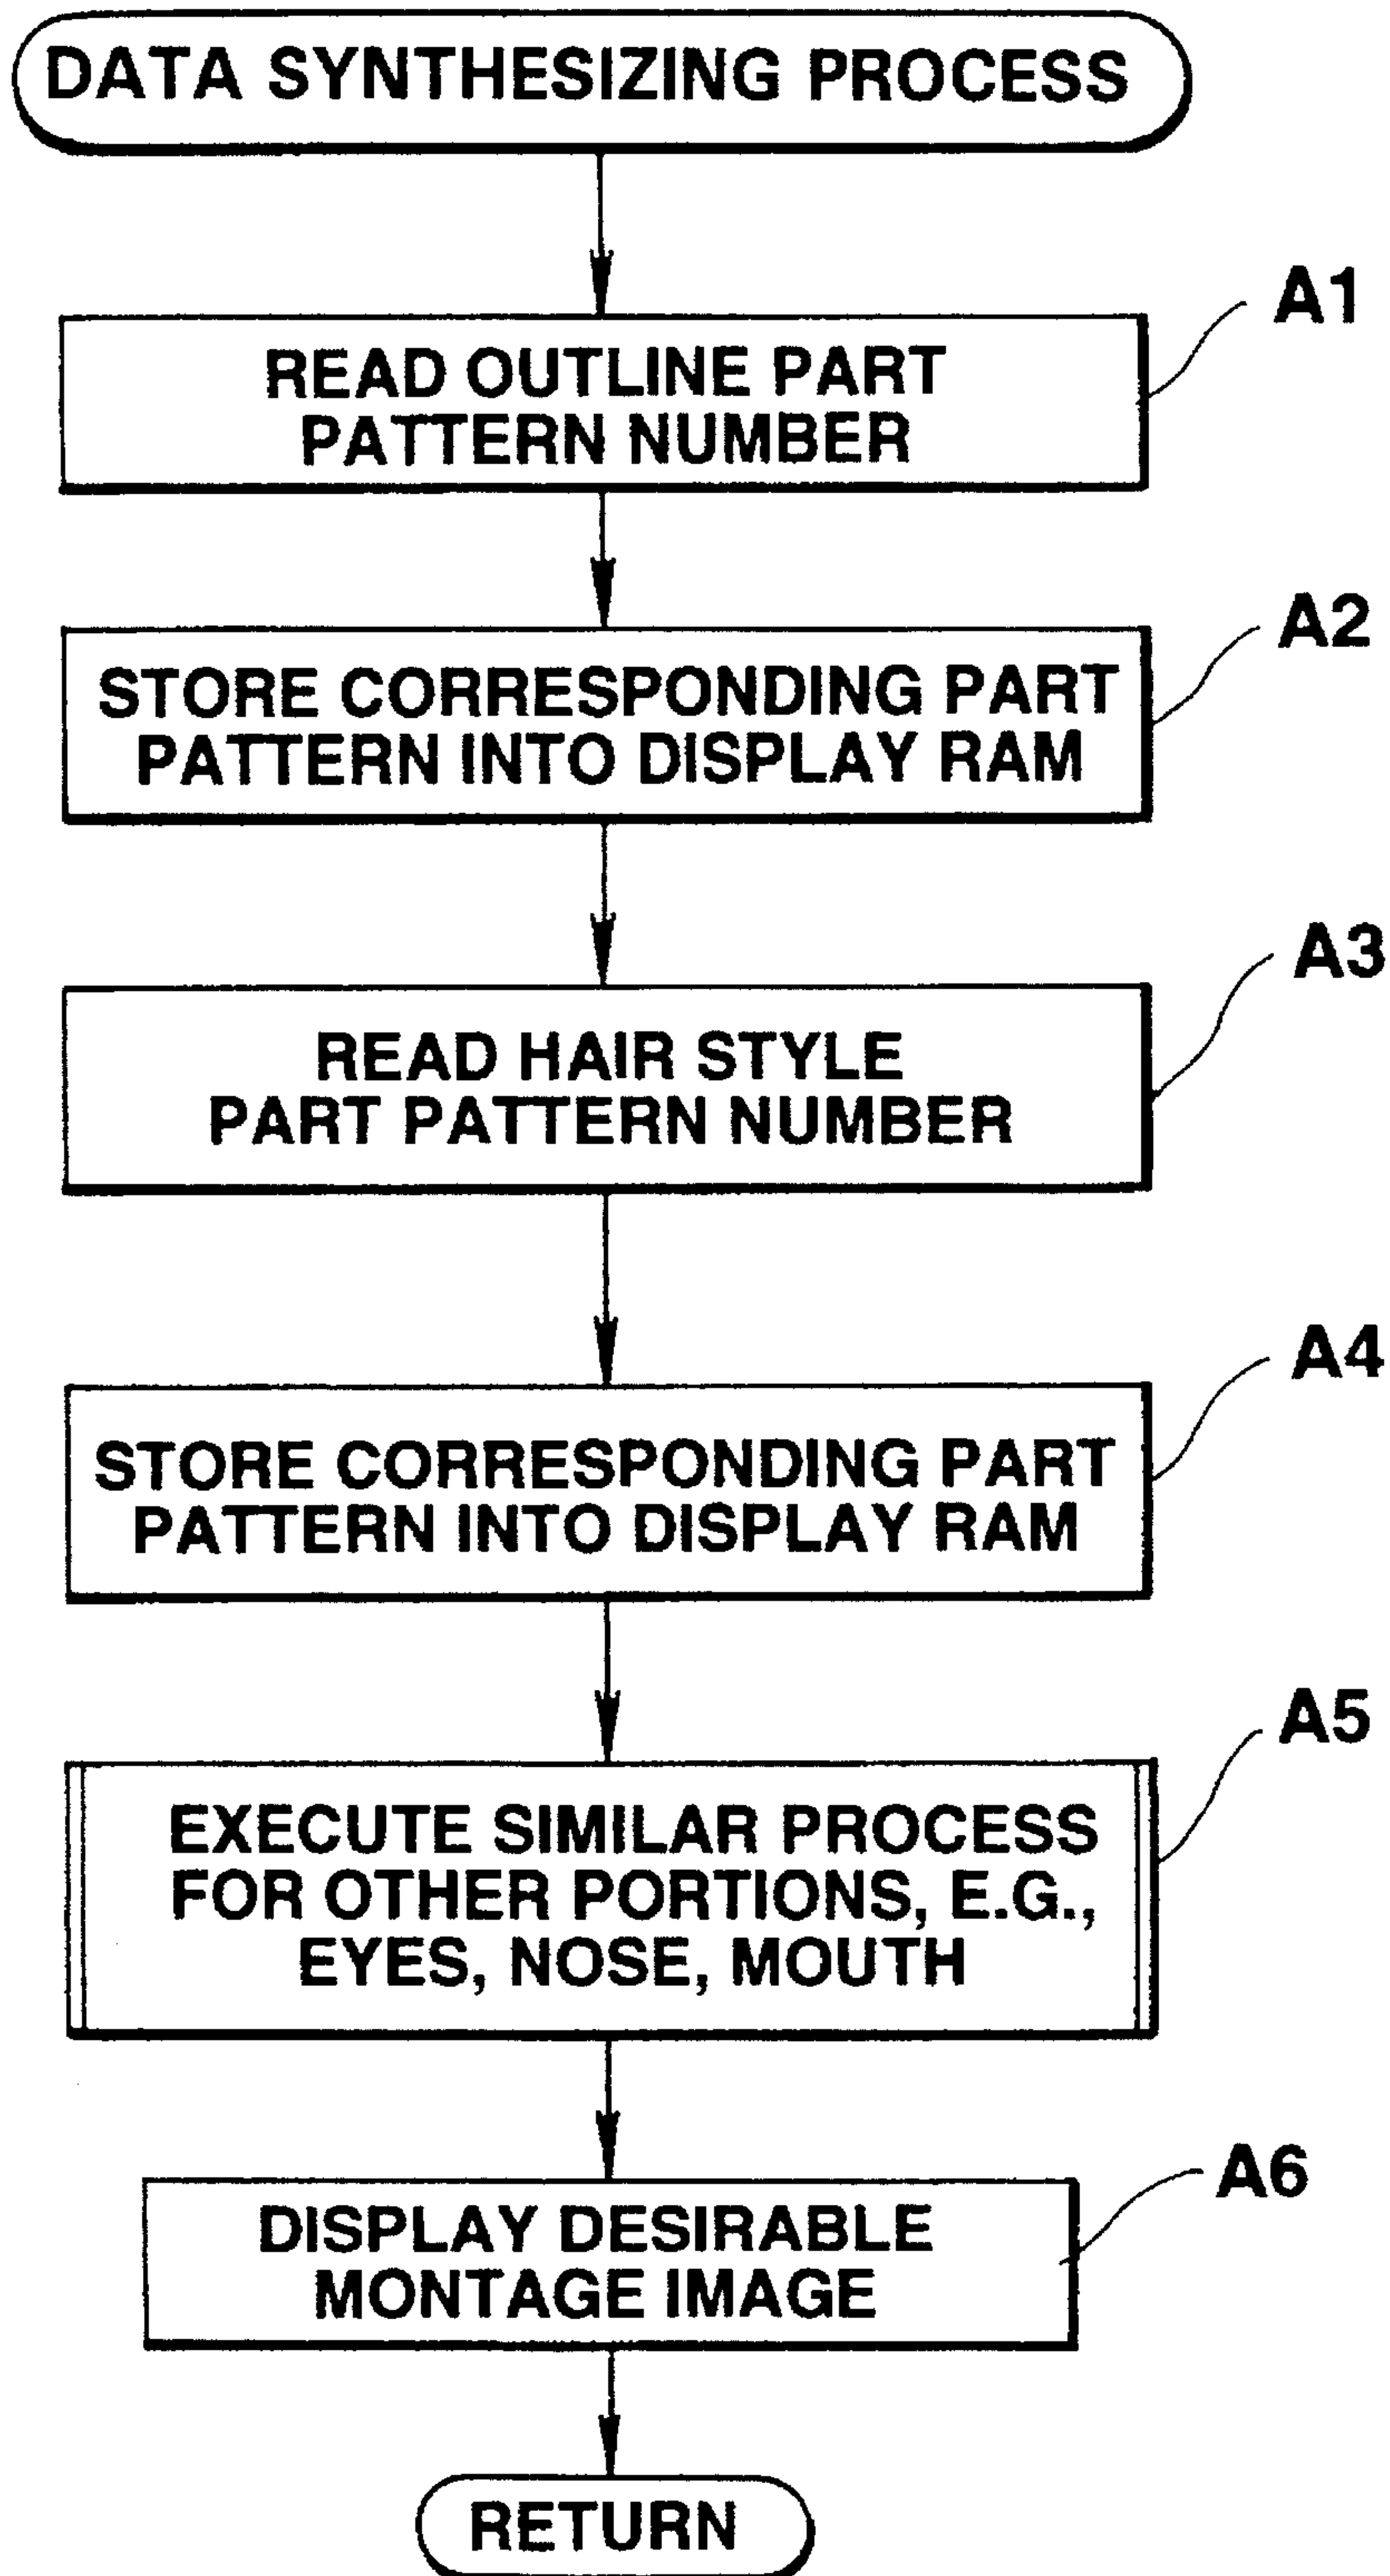 DATA SYNTHESIZING PROCESS
A1
READ OUTLINE PART
PATTERN NUMBER
A2
STORE CORRESPONDING PART
PATTERN INTO DISPLAY RAM
A3
READ HAIR STYLE
PART PATTERN NUMBER
A4
STORE CORRESPONDING PART
PATTERN INTO DISPLAY RAM
A5
EXECUTE SIMILAR PROCESS
FOR OTHER PORTIONS, E.G.,
EYES, NOSE, MOUTH
A6
DISPLAY DESIRABLE
MONTAGE IMAGE
RETURN